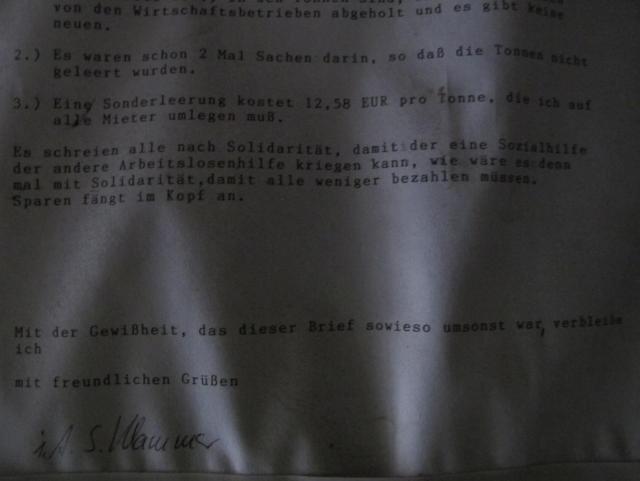 von den Wirtschaftsbetrieben abgeholt und es gibt keine
neuen.
2.) Es waren schon 2 Mal Sachen darin, so daß die Tonnen nicht
geleert wurden.
3.) Eine Sonderleerung kostet 12,58 EUR pro Tonne, die ich auf
alle Mieter umlegen muß.
Es schreien alle nach Solidarität, damit der eine Sozialhilfe
der andere Arbeitslosenhilfe kriegen kann, wie wäre es denn
mal mit Solidarität,damit alle weniger bezahlen müssen.
Sparen fängt im Kopf an.
Mit der Gewißheit, das dieser Brief sowieso umsonst war, verbleibe
ich
mit freundlichen Grüßen
i.A. S. Klammer